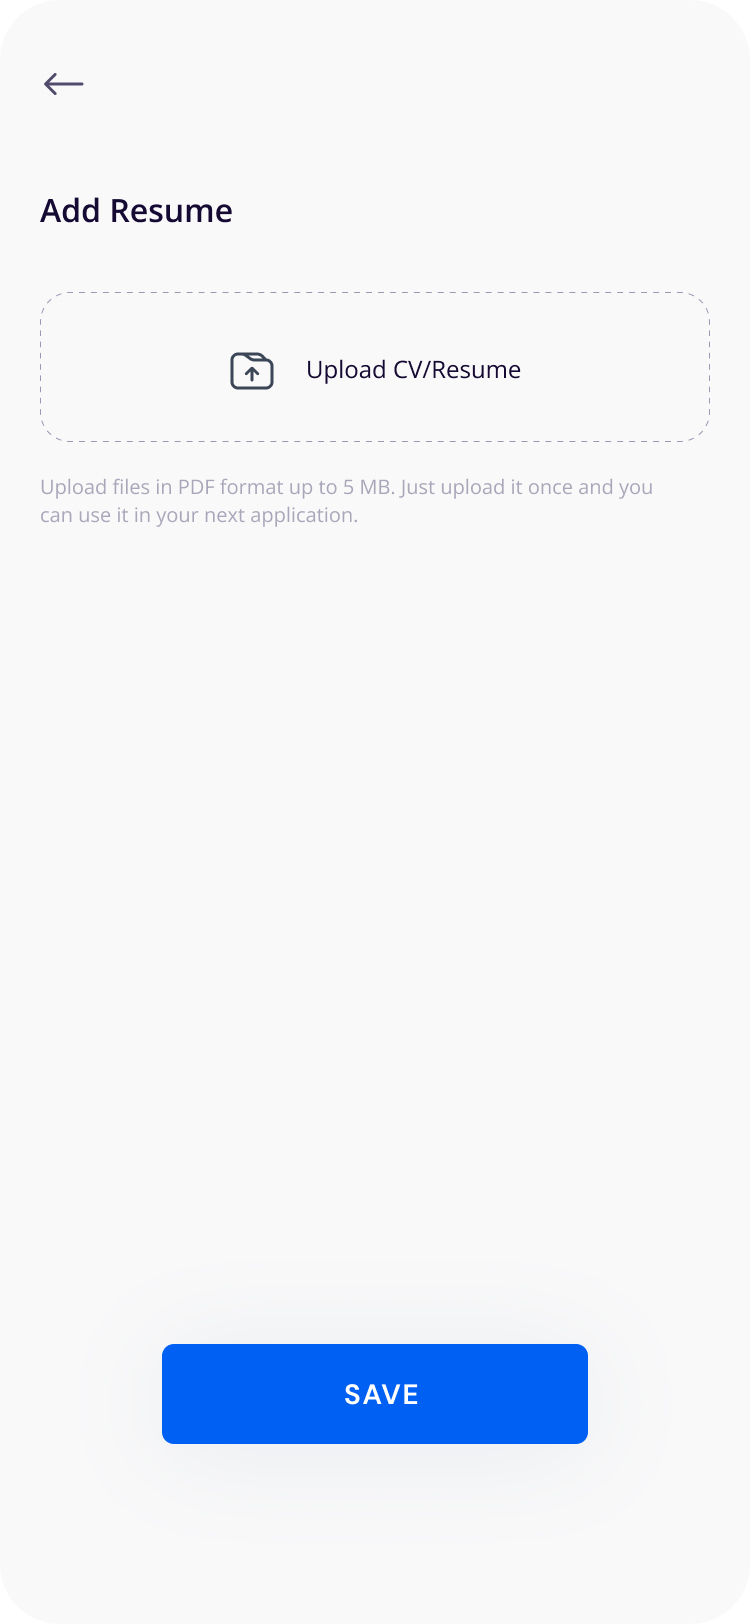 Add Resume
Upload CV/Resume
Upload files in PDF format up to 5 MB. Just upload it once and you
can use it in your next application.
SAVE